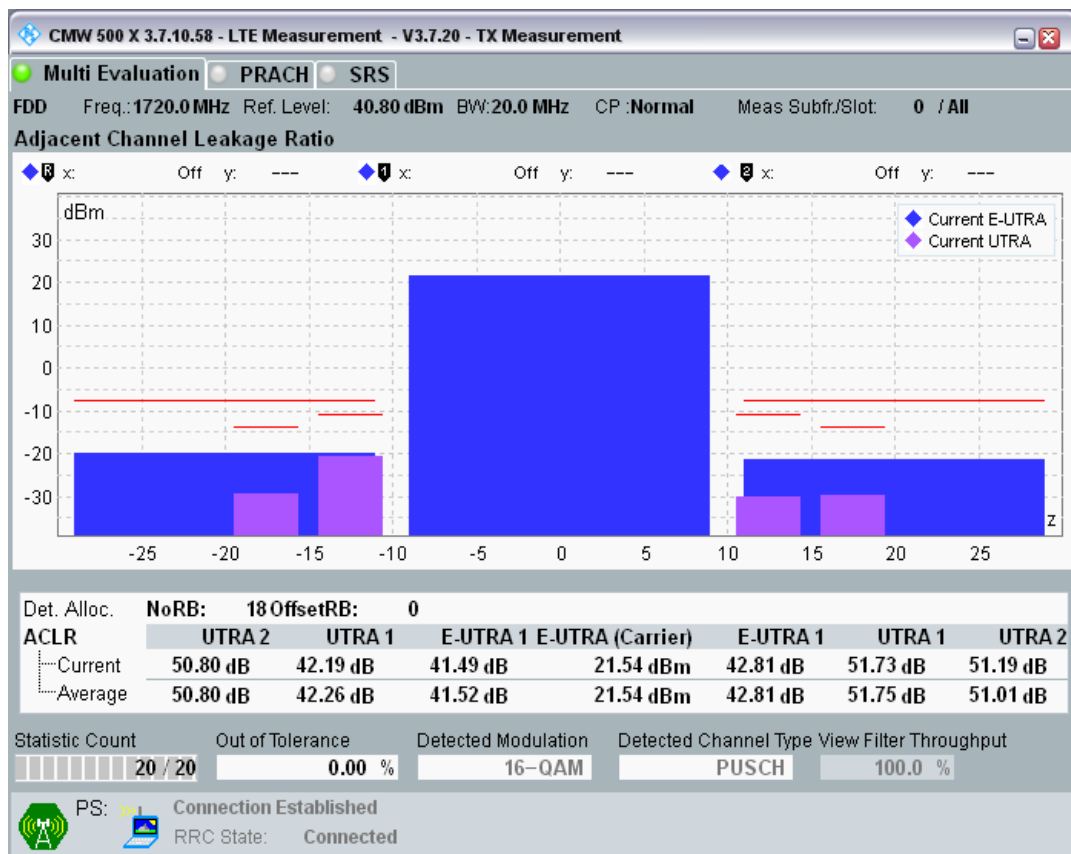 CMW 500 X 3.7.10.58 - LTE Measurement - V3.7.20 - TX Measurement
Multi Evaluation PRACH SRS
FDD Freq.:1720.0 MHz Ref. Level: 40.80 dBm BW:20.0 MHz CP :Normal Meas Subfr./Slot: 0 / All
Adjacent Channel Leakage Ratio
R x: Off y: --- 1 x: Off y: --- 2 x: Off y: ---
dBm
Current E-UTRA
Current UTRA
30
20
10
0
-10
-20
-30
z
-25 -20 -15 -10 -5 0 5 10 15 20 25
Det. Alloc. NoRB: 18 OffsetRB: 0
ACLR UTRA 2 UTRA 1 E-UTRA 1 E-UTRA (Carrier) E-UTRA 1 UTRA 1 UTRA 2
Current 50.80 dB 42.19 dB 41.49 dB 21.54 dBm 42.81 dB 51.73 dB 51.19 dB
Average 50.80 dB 42.26 dB 41.52 dB 21.54 dBm 42.81 dB 51.75 dB 51.01 dB
Statistic Count Out of Tolerance Detected Modulation Detected Channel Type View Filter Throughput
20 / 20 0.00 % 16-QAM PUSCH 100.0 %
PS: Connection Established
RRC State: Connected